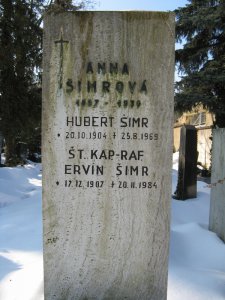 ANNA
ŠIMROVÁ
HUBERT ŠIMR
* 20.10.1904 ✝ 25.8.1969
ŠT. KAP-RAF
ERVÍN ŠIMR
* 17.12.1907 ✝ 20.11.1984